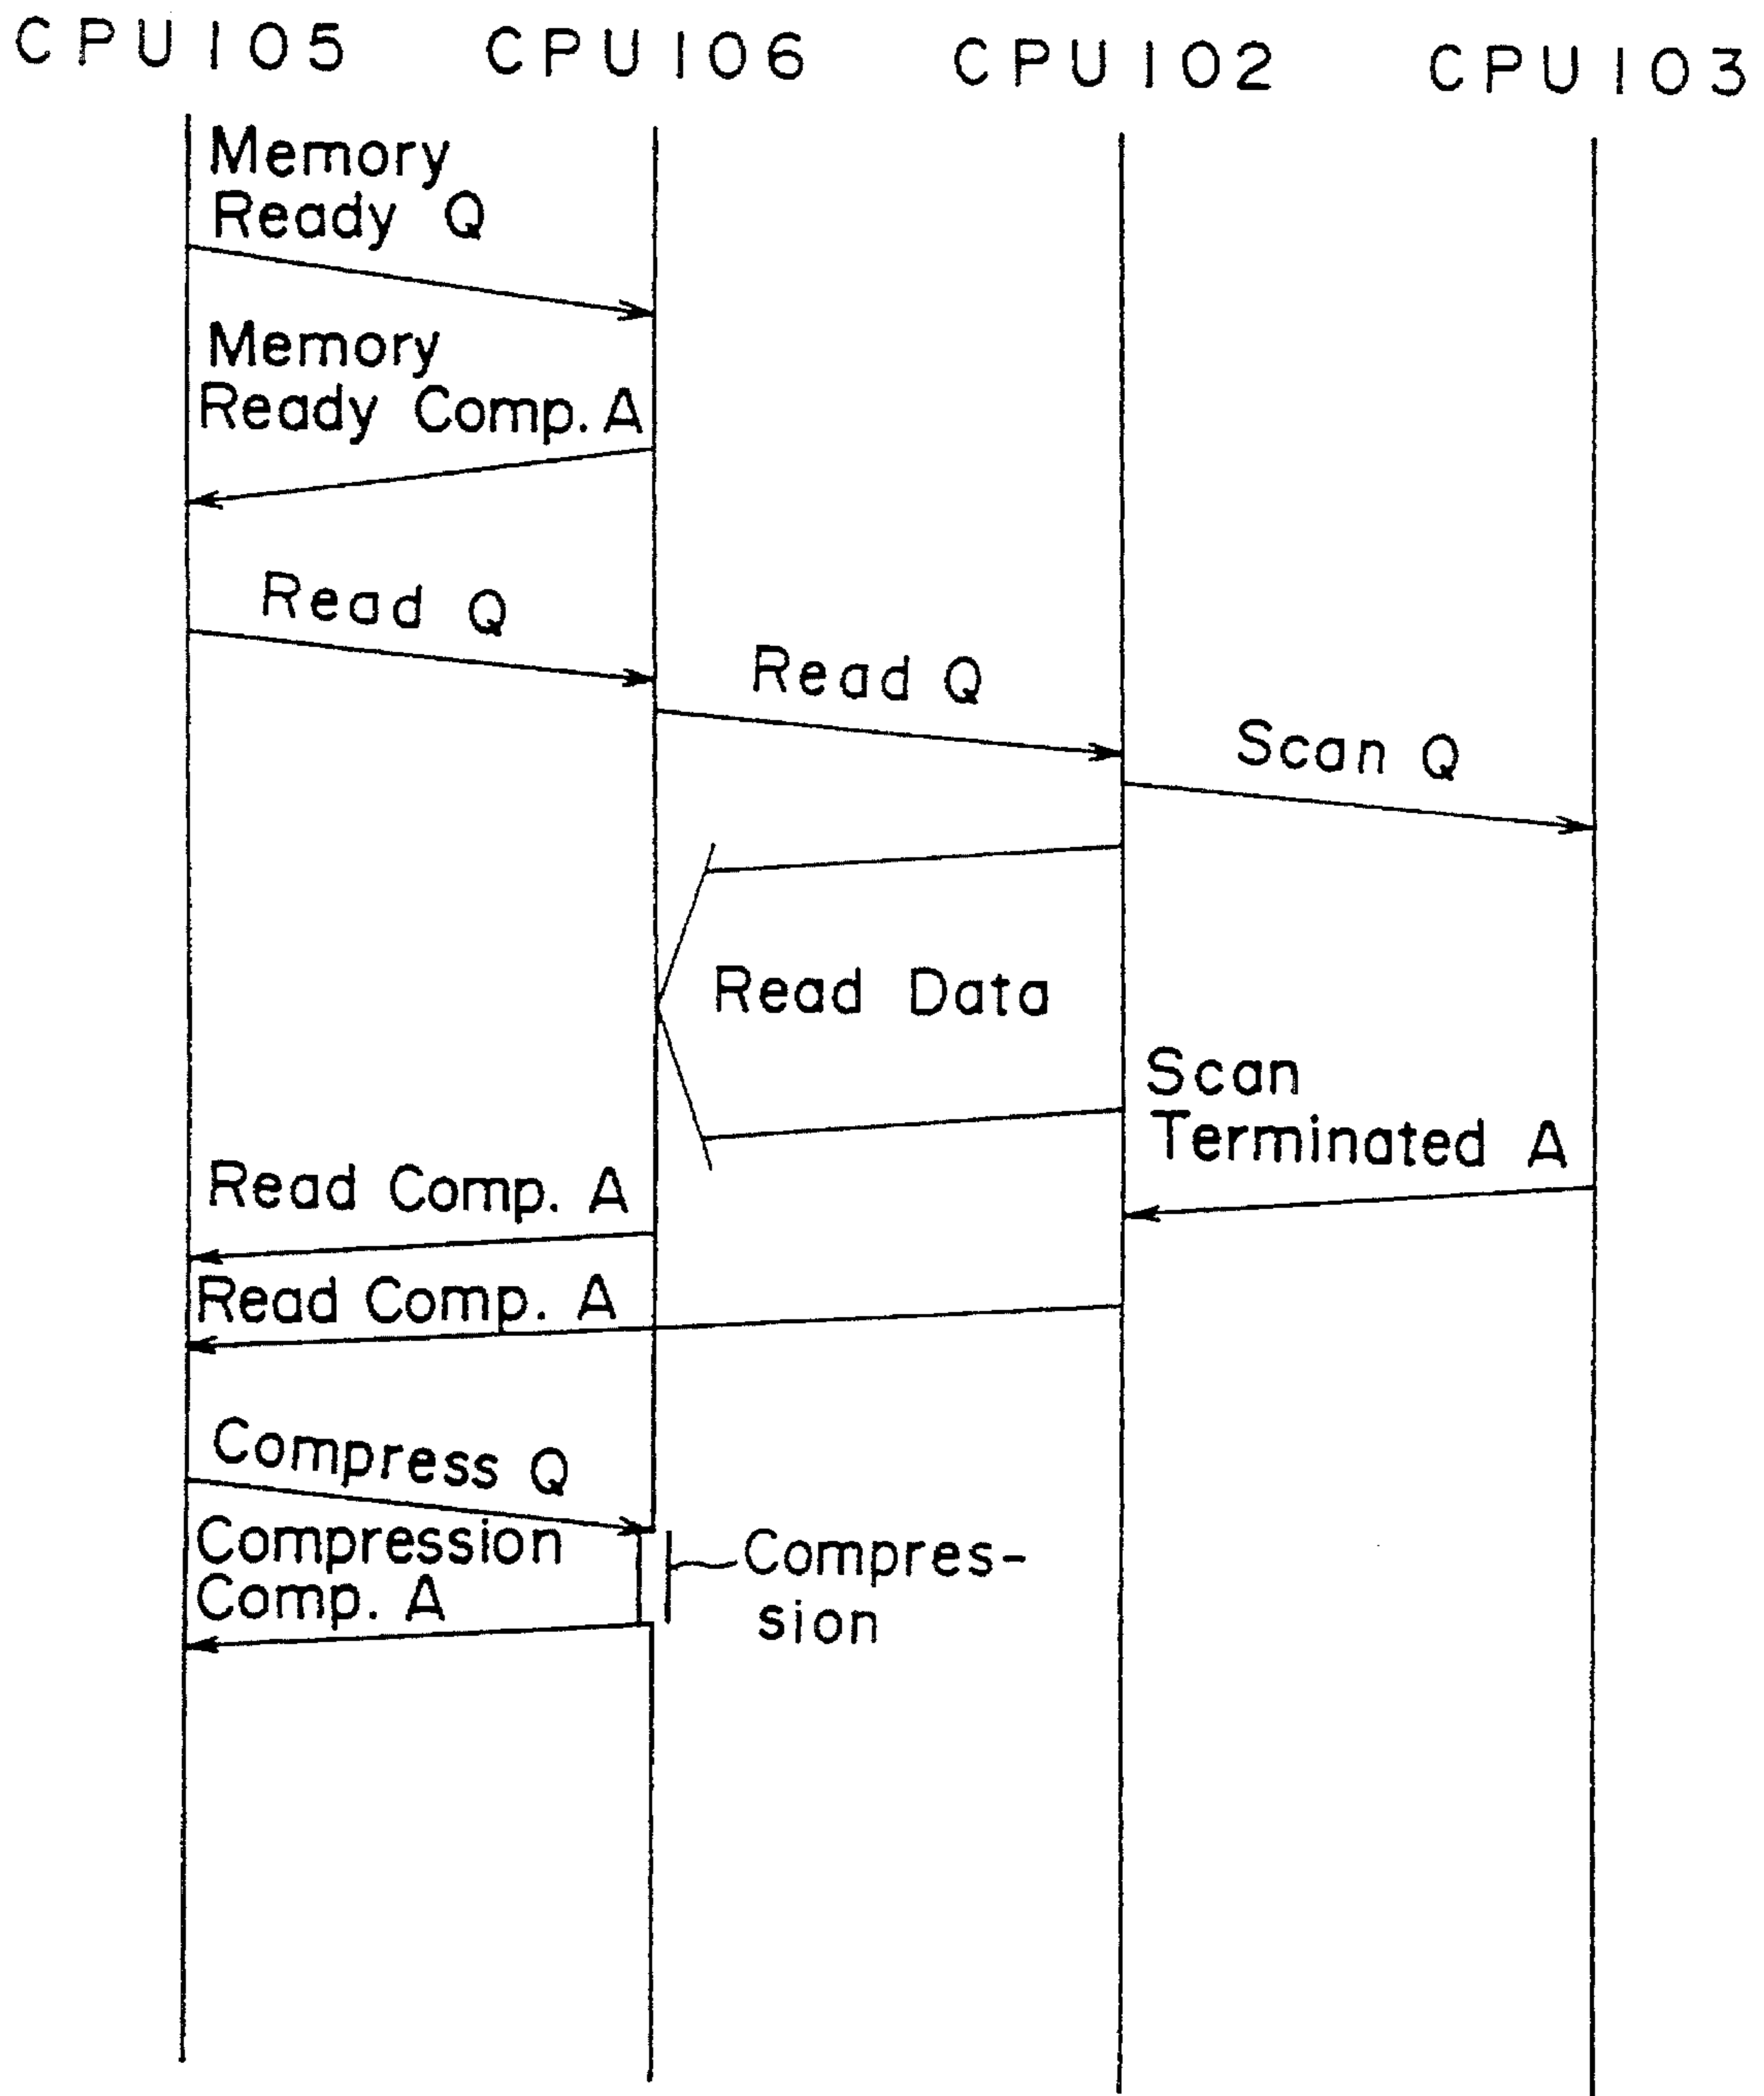 CPU105 CPU106 CPU102 CPU103
Memory
Ready Q
Memory
Ready Comp. A
Read Q
Read Q
Scan Q
Read Data
Scan
Terminated A
Read Comp. A
Read Comp. A
Compress Q
Compression
Comp. A
Compres-
sion